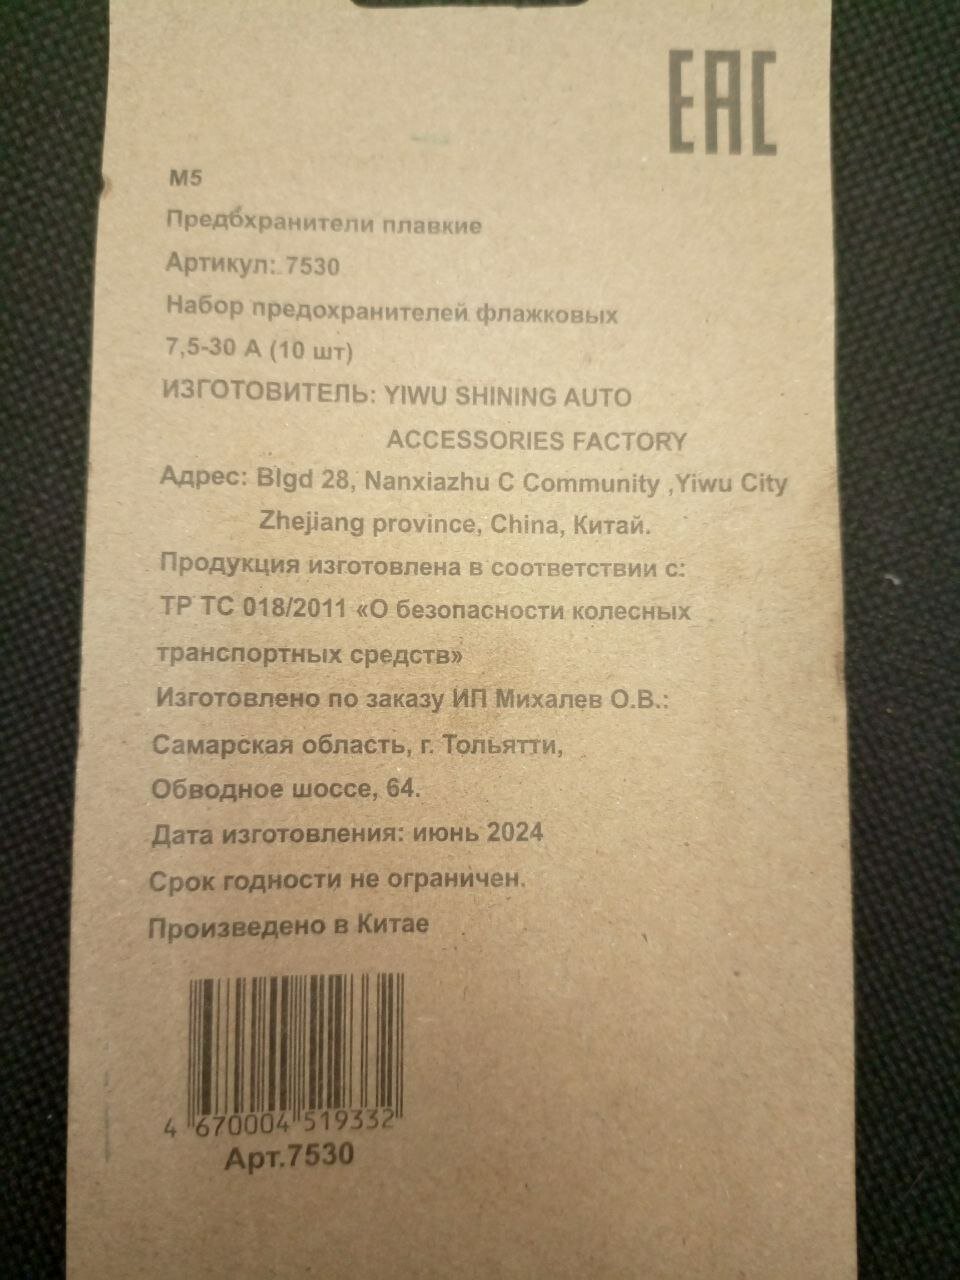 EAC
M5
Предбхранители плавкие
Артикул: 7530
Набор предохранителей флажковых
7,5-30 А (10 шт)
ИЗГОТОВИТЕЛЬ: YIWU SHINING AUTO
ACCESSORIES FACTORY
Адрес: Blgd 28, Nanxiazhu C Community ,Yiwu City
Zhejiang province, China, Китай.
Продукция изготовлена в соответствии с:
ТР ТС 018/2011 «О безопасности колесных
транспортных средств»
Изготовлено по заказу ИП Михалев О.В.:
Самарская область, г. Тольятти,
Обводное шоссе, 64.
Дата изготовления: июнь 2024
Срок годности не ограничен.
Произведено в Китае
4 670004 519332
Арт.7530